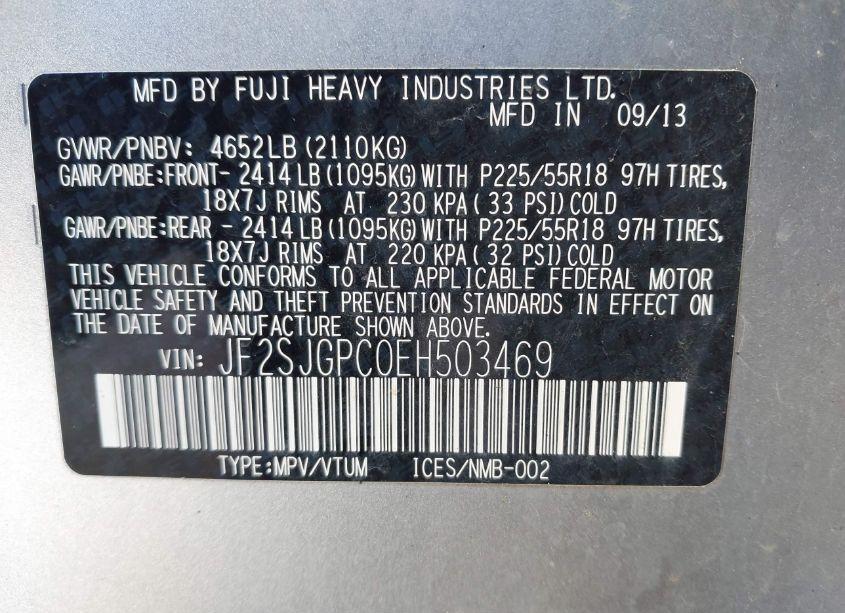 MFD BY FUJI HEAVY INDUSTRIES LTD.
MFD IN 09/13
GVWR/PNBV: 4652LB (2110KG)
GAWR/PNBE:FRONT- 2414 LB (1095KG) WITH P225/55R18 97H TIRES,
18X7J RIMS AT 230 KPA ( 33 PSI) COLD
GAWR/PNBE:REAR - 2414 LB (1095KG) WITH P225/55R18 97H TIRES,
18X7J RIMS AT 220 KPA ( 32 PSI) COLD
THIS VEHICLE CONFORMS TO ALL APPLICABLE FEDERAL MOTOR
VEHICLE SAFETY AND THEFT PREVENTION STANDARDS IN EFFECT ON
THE DATE OF MANUFACTURE SHOWN ABOVE.
VIN: JF2SJGPC0EH503469
TYPE:MPV/VTUM ICES/NMB-002